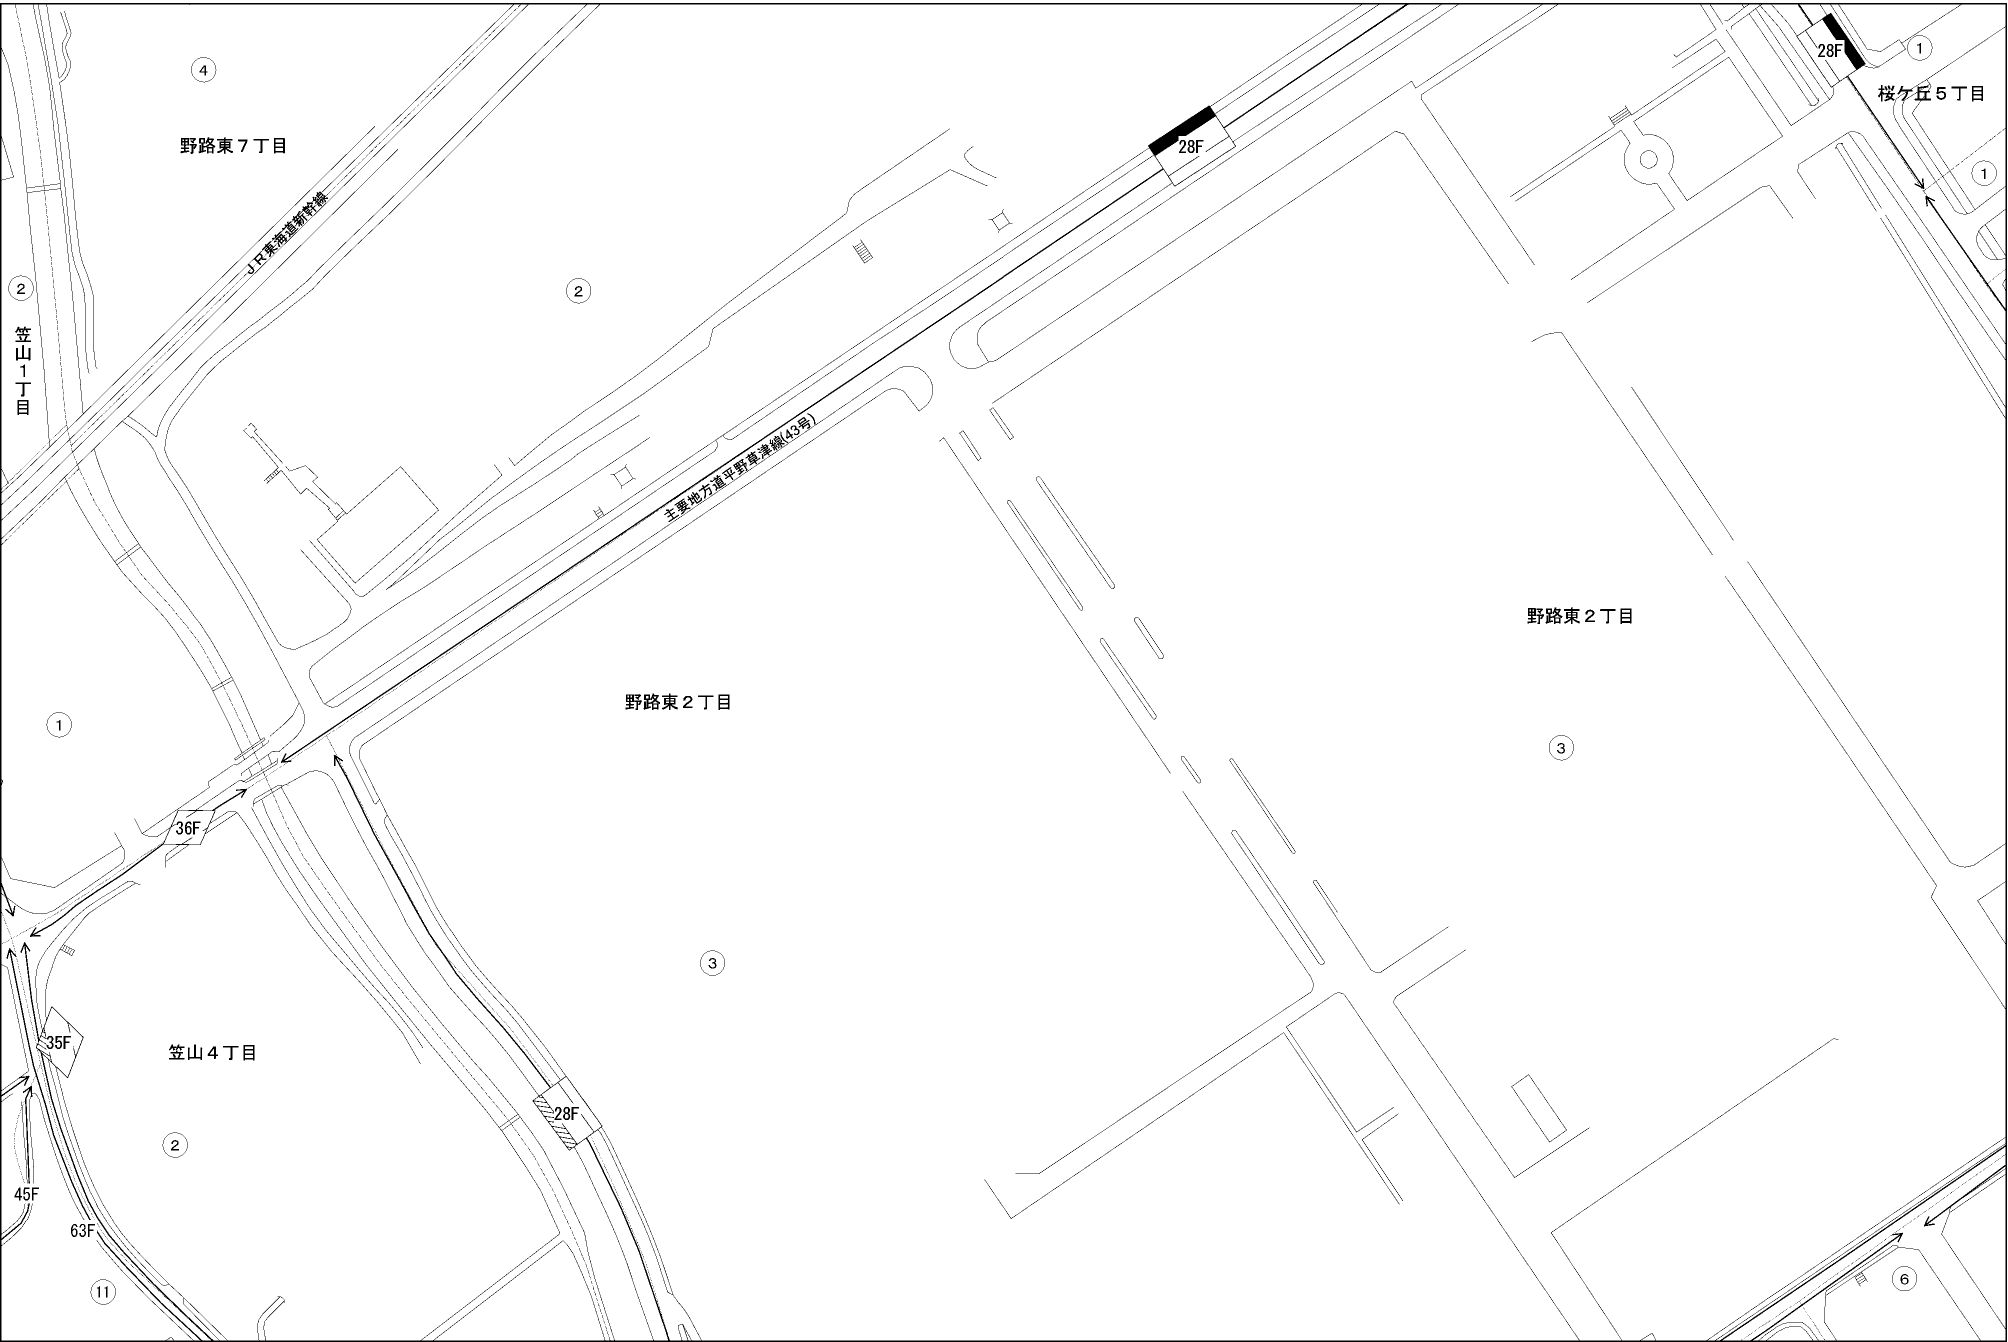 ④
28F
①
桜ケ丘５丁目
野路東７丁目
28F
①
ＪＲ東海道新幹線
②
②
笠山１丁目
主要地方道平野草津線(43号)
野路東２丁目
野路東２丁目
①
③
36F
③
35F
笠山４丁目
28F
②
45F
63F
⑪
⑥